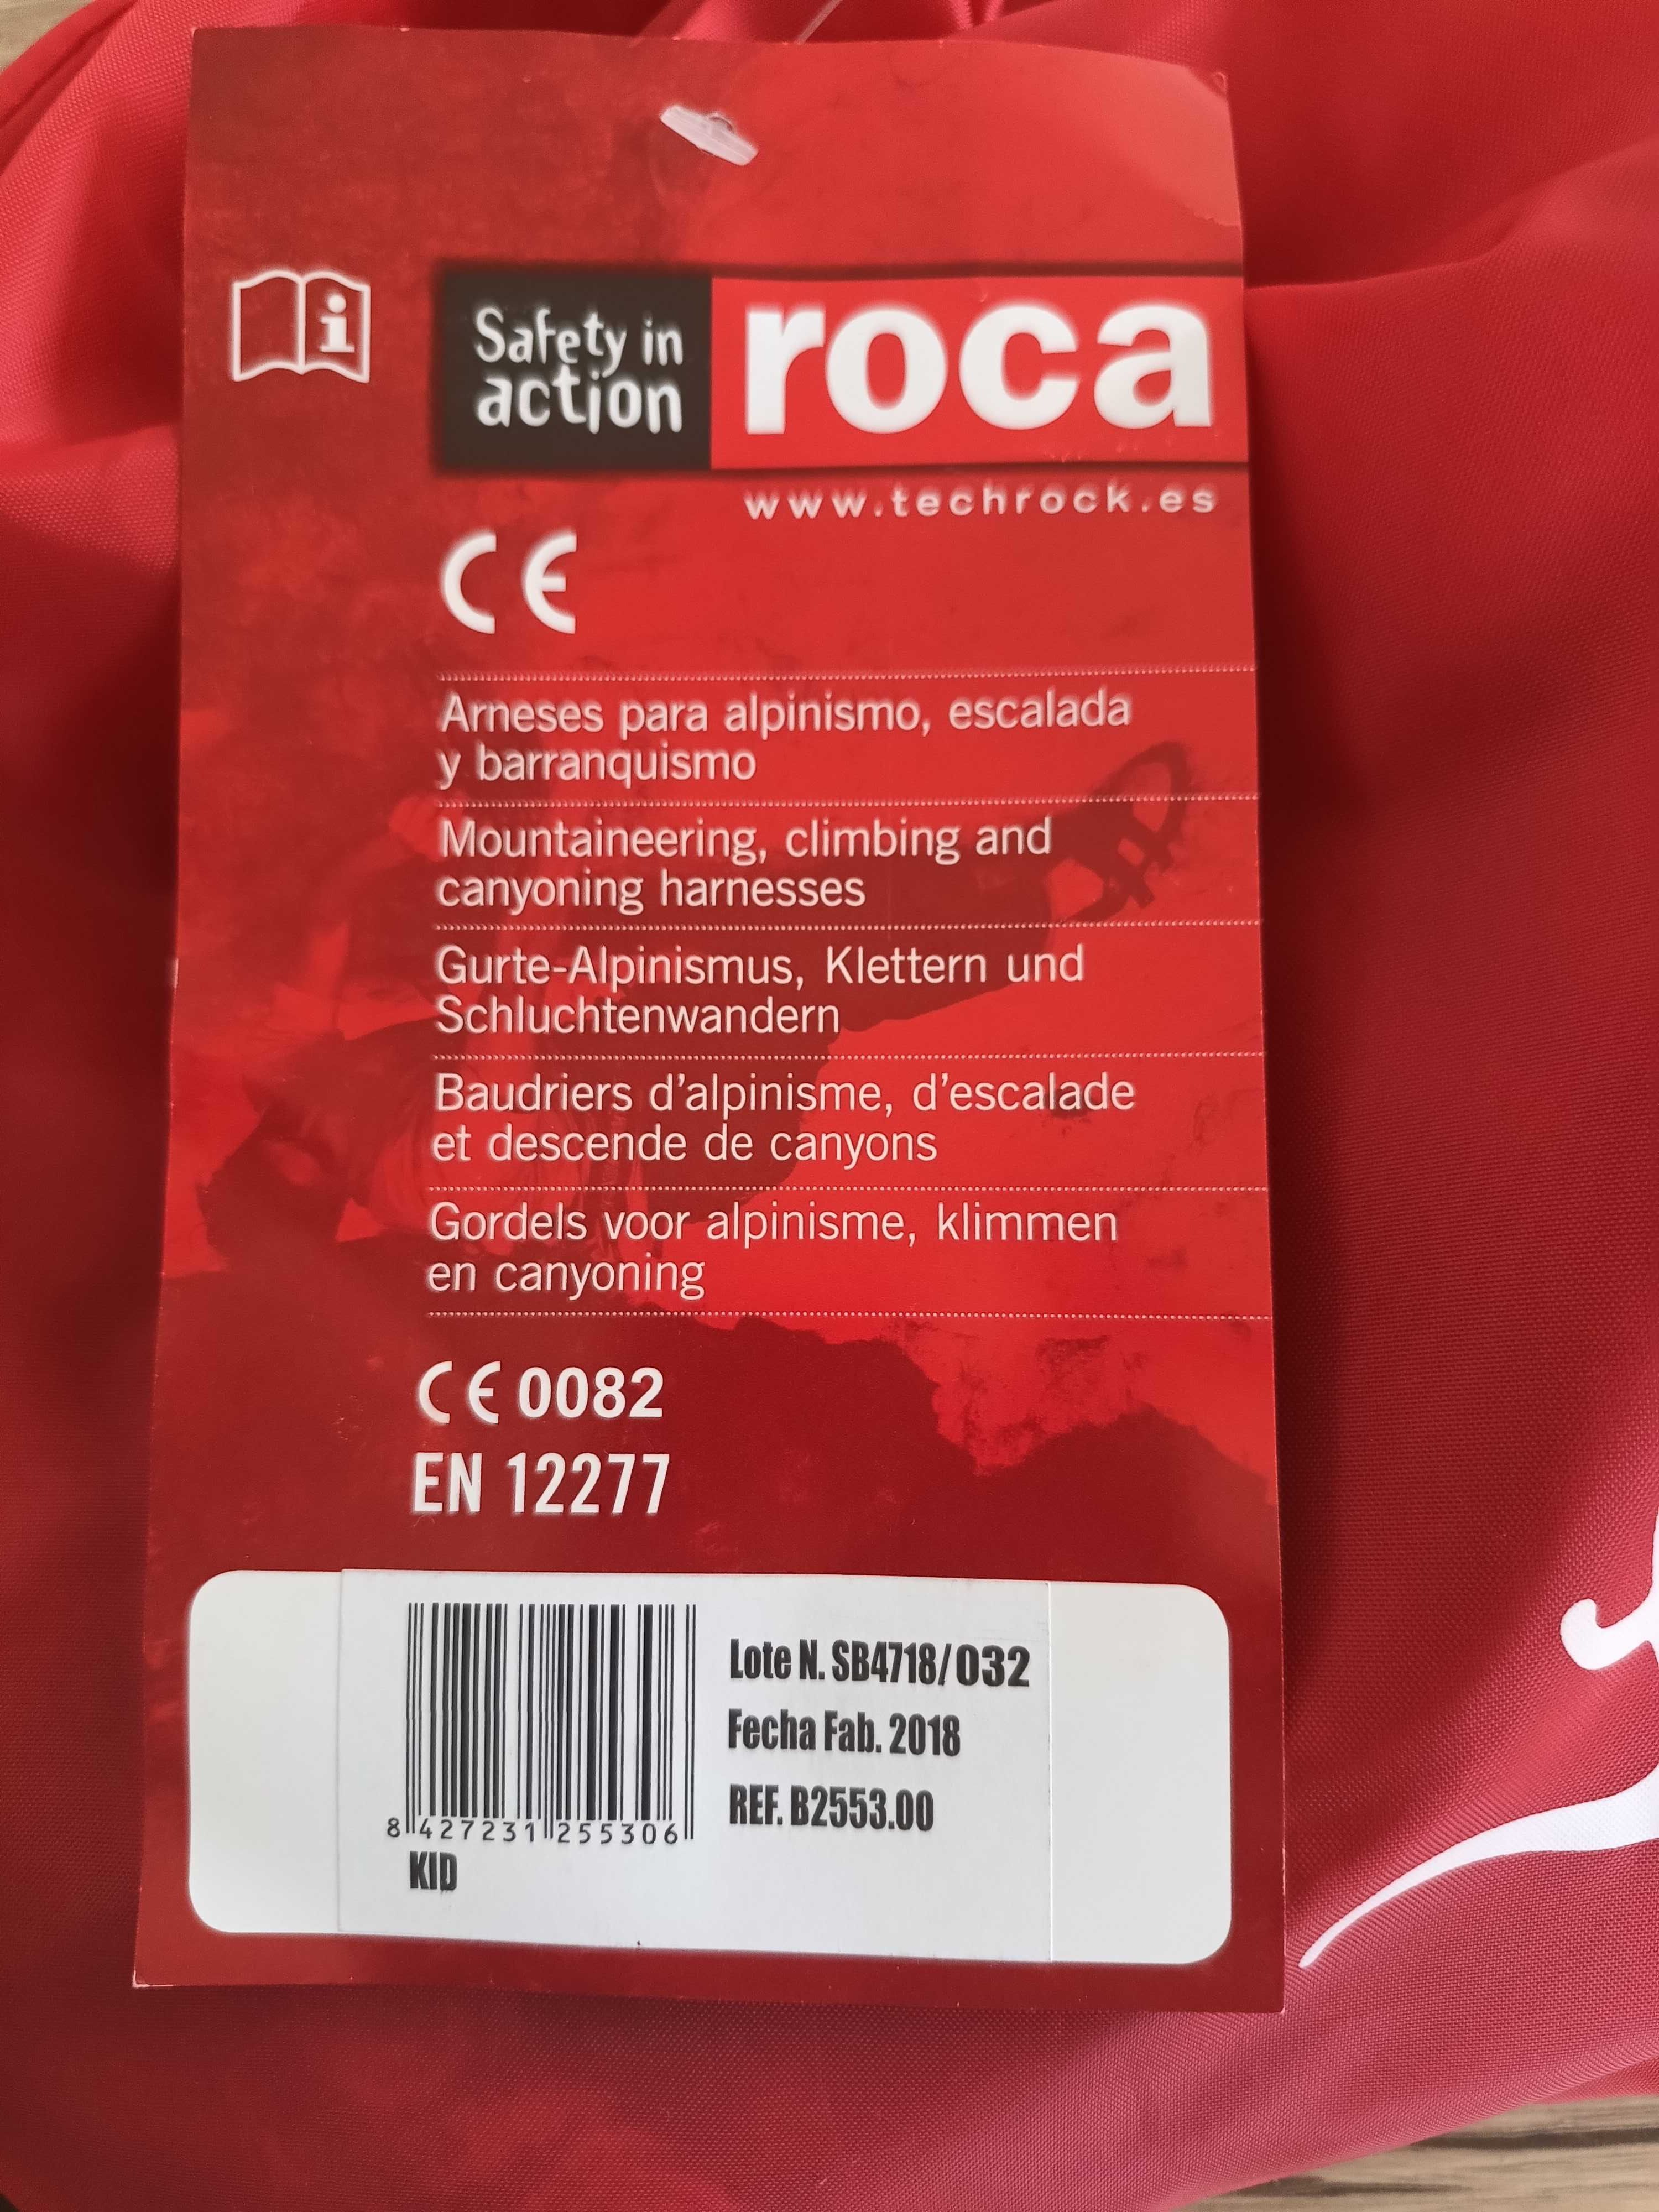 Safety in
action
roca
www.techrock.es
CE
Arneses para alpinismo, escalada
y barranquismo
Mountaineering, climbing and
canyoning harnesses
Gurte-Alpinismus, Klettern und
Schluchtenwandern
Baudriers d'alpinisme, d'escalade
et descende de canyons
Gordels voor alpinisme, klimmen
en canyoning
CE 0082
EN 12277
Lote N. SB4718/032
Fecha Fab. 2018
REF. B2553.00
8 427231 255306
KID